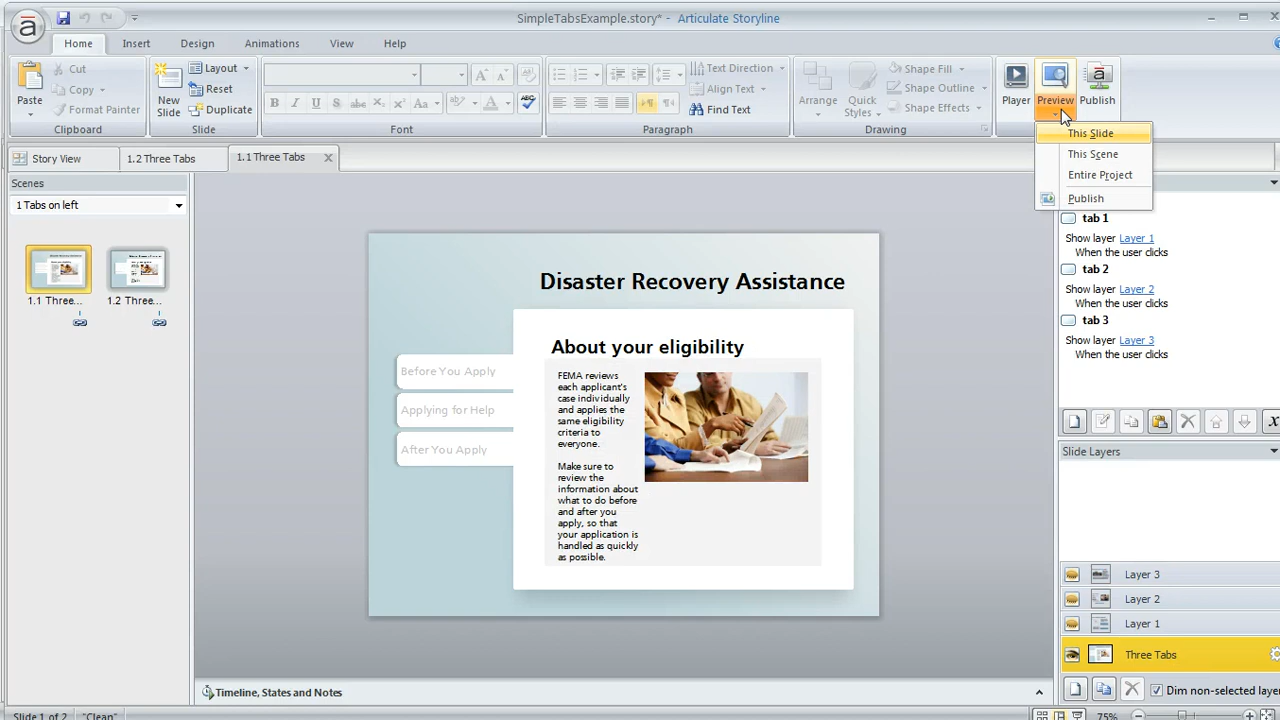 SimpleTabsExample.story* - Articulate Storyline
Home Insert Design Animations View Help
Paste
Cut
Copy
Format Painter
Clipboard
New Slide
Layout
Reset
Duplicate
Slide
B I U S abc AV Aa
Font
Text Direction
Align Text
Find Text
Paragraph
Arrange
Quick Styles
Shape Fill
Shape Outline
Shape Effects
Drawing
Player
Preview
Publish
This Slide
This Scene
Entire Project
Publish
Story View
1.2 Three Tabs
1.1 Three Tabs
Scenes
1 Tabs on left
1.1 Three...
1.2 Three...
Disaster Recovery Assistance
Before You Apply
Applying for Help
After You Apply
About your eligibility
FEMA reviews
each applicant's
case individually
and applies the
same eligibility
criteria to
everyone.
Make sure to
review the
information about
what to do before
and after you
apply, so that
your application is
handled as quickly
as possible.
tab 1
Show layer Layer 1
When the user clicks
tab 2
Show layer Layer 2
When the user clicks
tab 3
Show layer Layer 3
When the user clicks
Slide Layers
Layer 3
Layer 2
Layer 1
Three Tabs
Dim non-selected layer
Timeline, States and Notes
Slide 1 of 2 "Clean" 75%